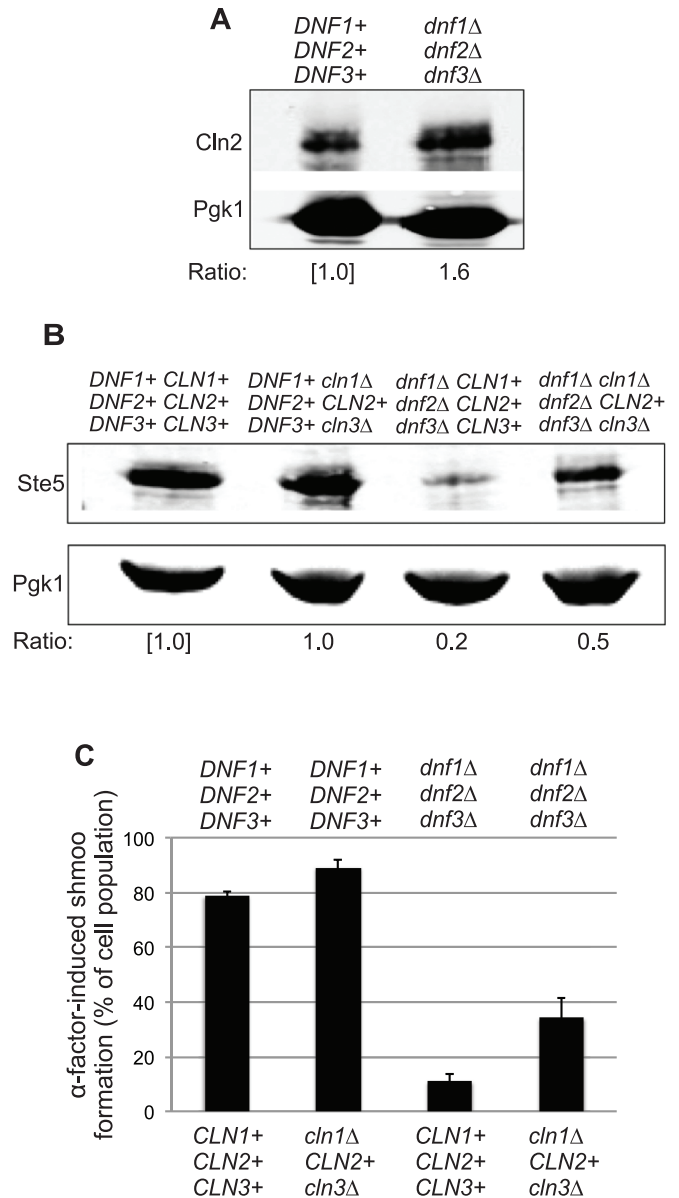 A
DNF1+ dnf1Δ
DNF2+ dnf2Δ
DNF3+ dnf3Δ
Cln2
Pgk1
Ratio: [1.0] 1.6
B
DNF1+ CLN1+ DNF1+ cln1Δ dnf1Δ CLN1+ dnf1Δ cln1Δ
DNF2+ CLN2+ DNF2+ CLN2+ dnf2Δ CLN2+ dnf2Δ CLN2+
DNF3+ CLN3+ DNF3+ cln3Δ dnf3Δ CLN3+ dnf3Δ cln3Δ
Ste5
Pgk1
Ratio: [1.0] 1.0 0.2 0.5
C
DNF1+ DNF1+ dnf1Δ dnf1Δ
DNF2+ DNF2+ dnf2Δ dnf2Δ
DNF3+ DNF3+ dnf3Δ dnf3Δ
α-factor-induced shmoo
formation (% of cell population)
100
80
60
40
20
0
CLN1+ cln1Δ CLN1+ cln1Δ
CLN2+ CLN2+ CLN2+ CLN2+
CLN3+ cln3Δ CLN3+ cln3Δ